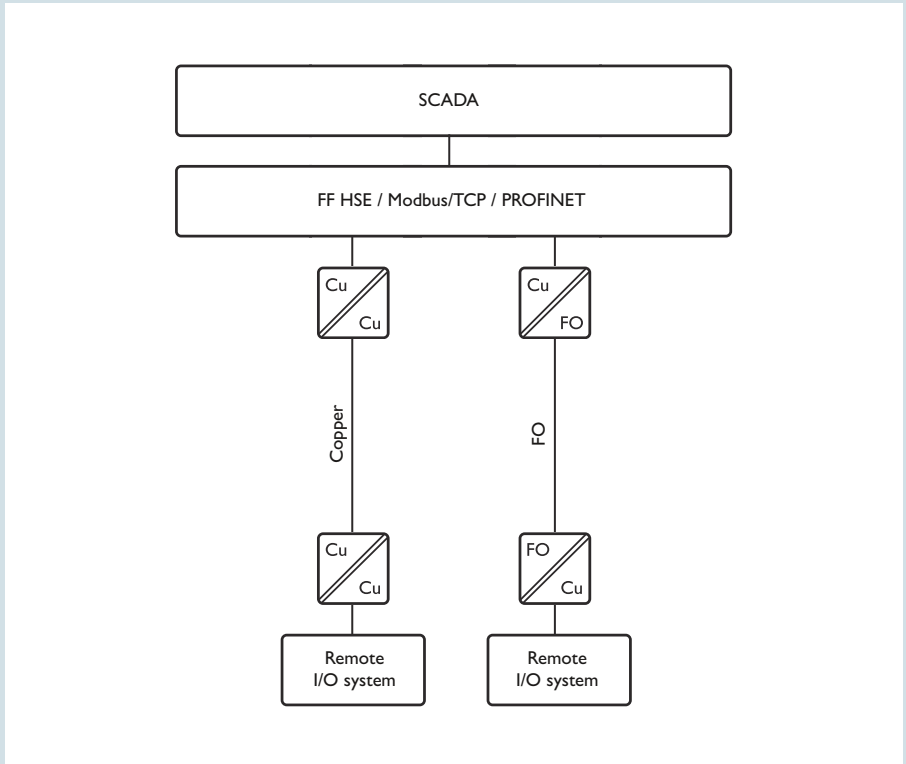 SCADA
FF HSE / Modbus/TCP / PROFINET
Cu
Cu
Cu
FO
Copper
FO
Cu
Cu
FO
Cu
Remote
I/O system
Remote
I/O system